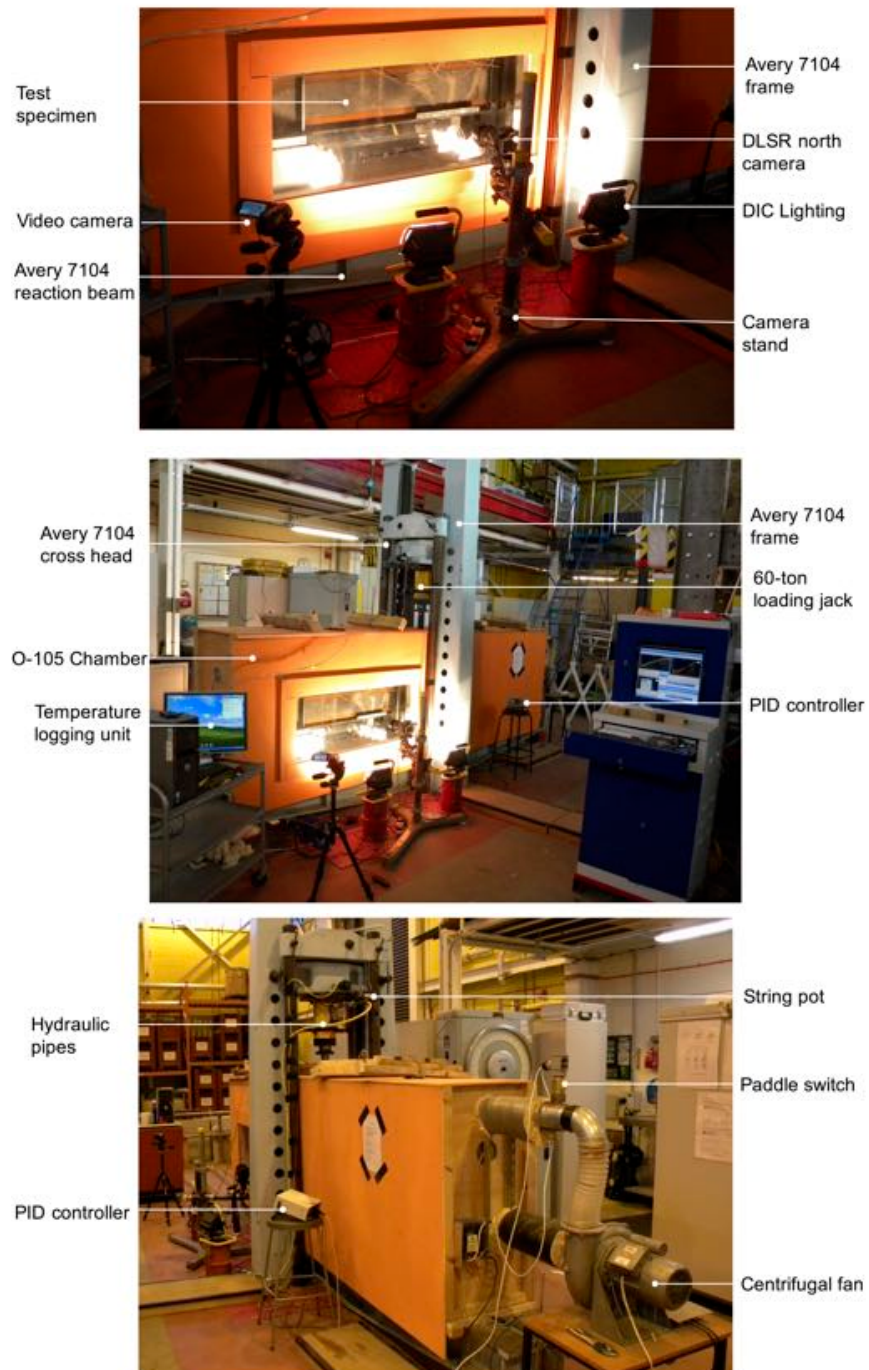 Test
specimen
Video camera
Avery 7104
reaction beam
Avery 7104
frame
DLSR north
camera
DIC Lighting
Camera
stand
Avery 7104
cross head
O-105 Chamber
Temperature
logging unit
Avery 7104
frame
60-ton
loading jack
PID controller
Hydraulic
pipes
PID controller
String pot
Paddle switch
Centrifugal fan